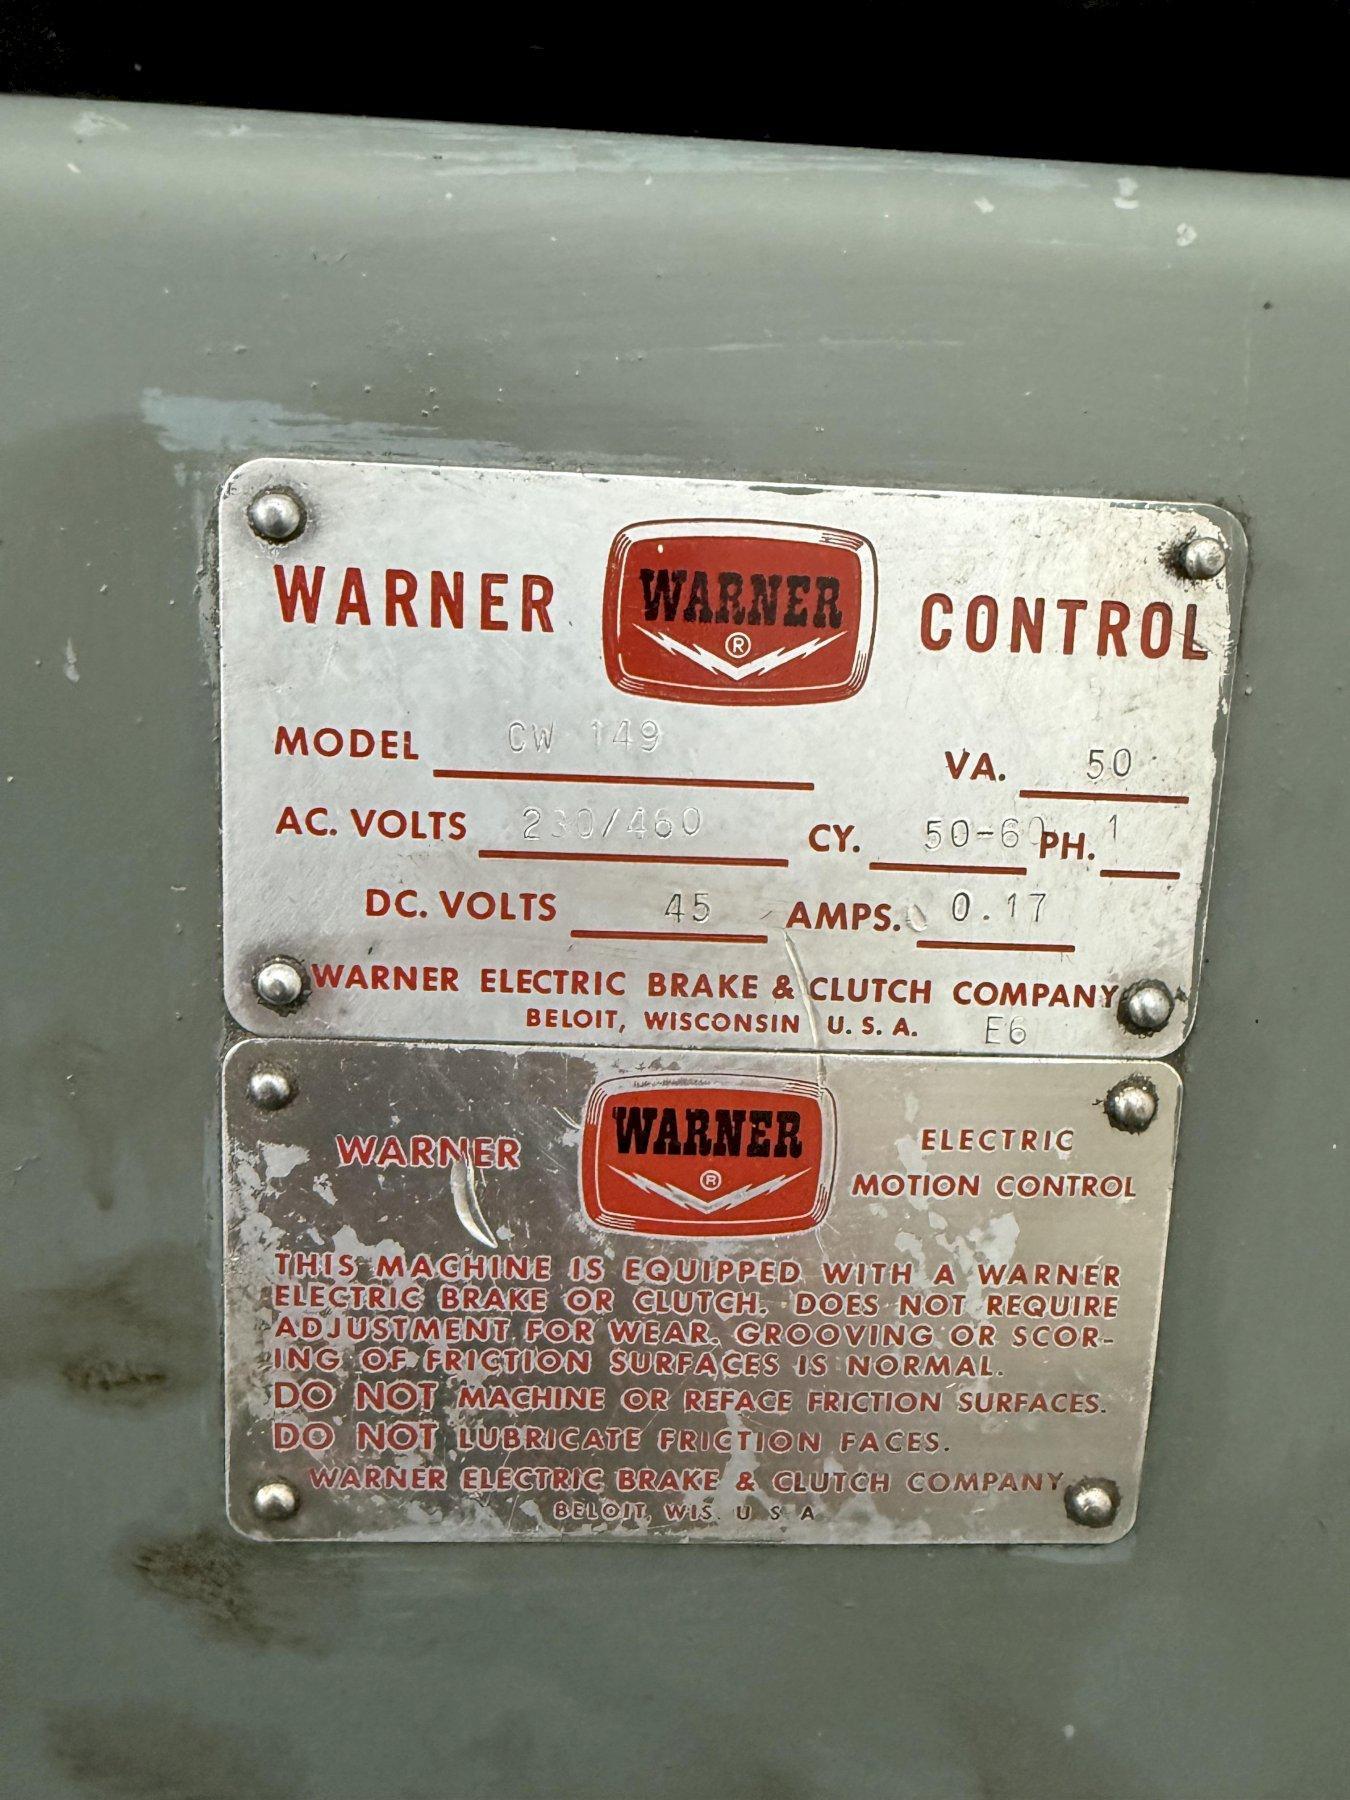 WARNER WARNER ® CONTROL
MODEL CW 149 VA. 50
AC. VOLTS 230/460 CY. 50-60 PH. 1
DC. VOLTS 45 AMPS. 0.17
WARNER ELECTRIC BRAKE & CLUTCH COMPANY
BELOIT, WISCONSIN U. S. A. E6
WARNER WARNER ® ELECTRIC
MOTION CONTROL
THIS MACHINE IS EQUIPPED WITH A WARNER
ELECTRIC BRAKE OR CLUTCH. DOES NOT REQUIRE
ADJUSTMENT FOR WEAR. GROOVING OR SCOR-
ING OF FRICTION SURFACES IS NORMAL.
DO NOT MACHINE OR REFACE FRICTION SURFACES.
DO NOT LUBRICATE FRICTION FACES.
WARNER ELECTRIC BRAKE & CLUTCH COMPANY
BELOIT, WIS. U S A